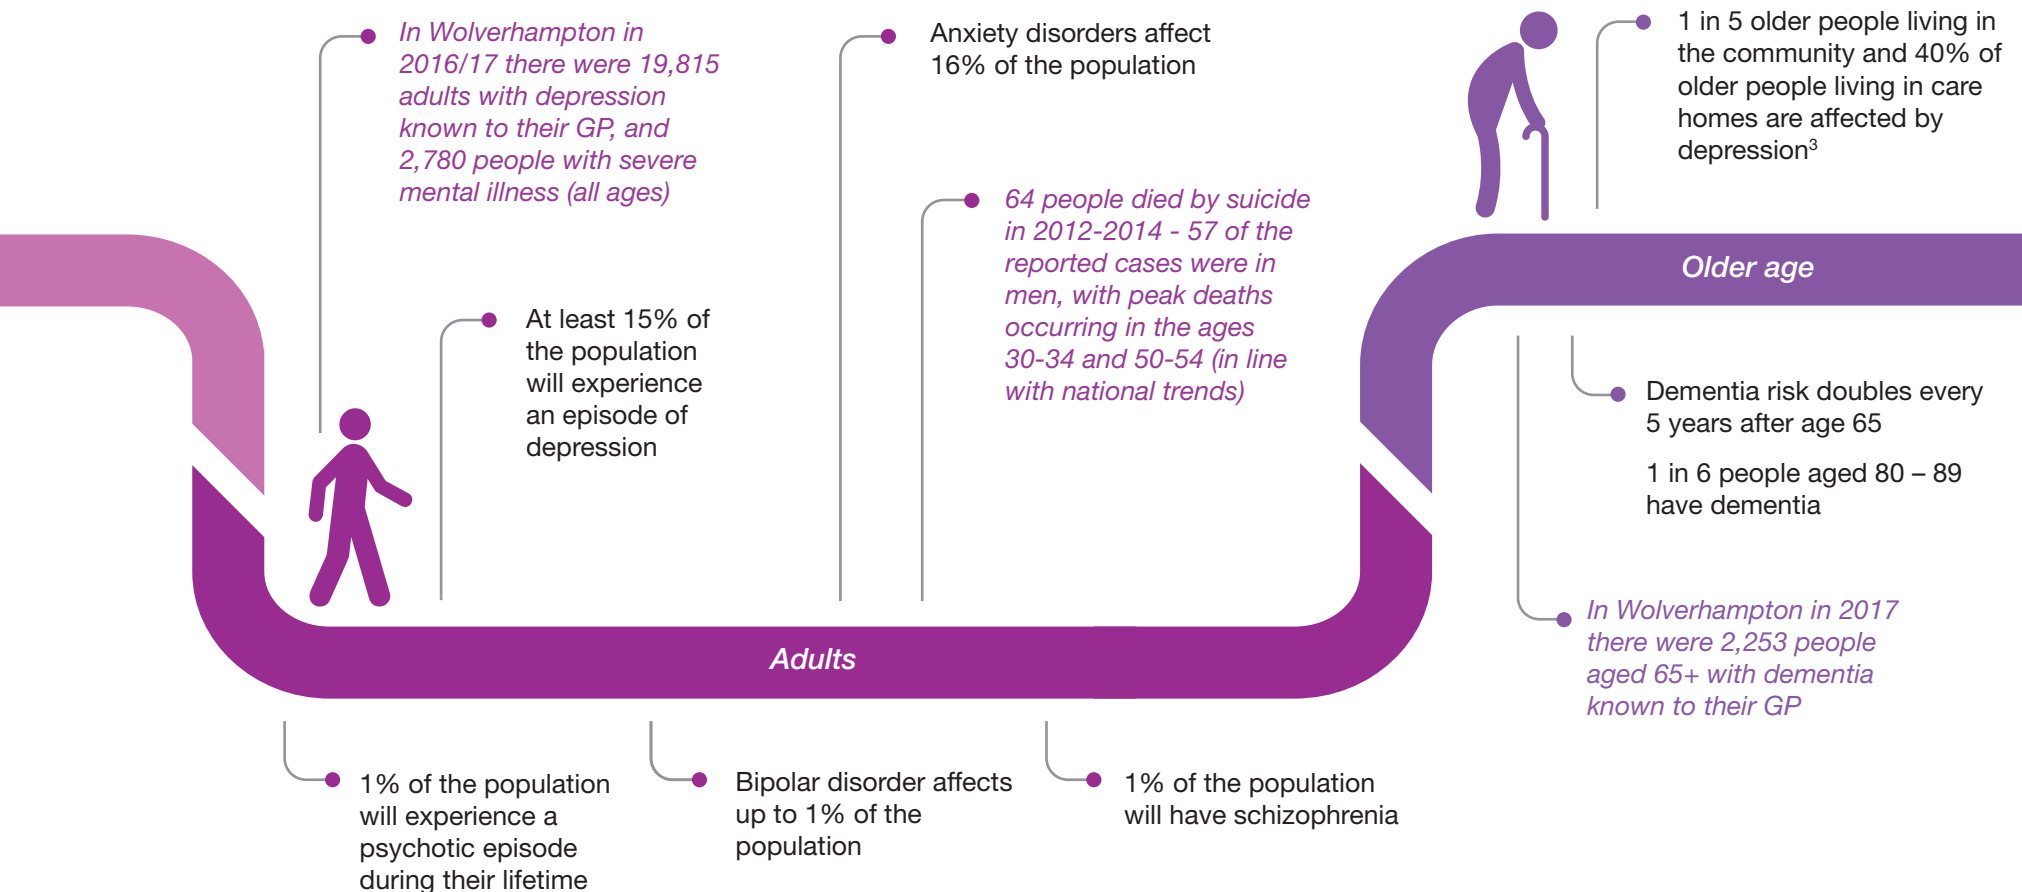 In Wolverhampton in
2016/17 there were 19,815
adults with depression
known to their GP, and
2,780 people with severe
mental illness (all ages)
At least 15% of
the population
will experience
an episode of
depression
Anxiety disorders affect
16% of the population
64 people died by suicide
in 2012-2014 - 57 of the
reported cases were in
men, with peak deaths
occurring in the ages
30-34 and 50-54 (in line
with national trends)
Adults
1% of the population
will experience a
psychotic episode
during their lifetime
Bipolar disorder affects
up to 1% of the
population
1% of the population
will have schizophrenia
1 in 5 older people living in
the community and 40% of
older people living in care
homes are affected by
depression³
Older age
Dementia risk doubles every
5 years after age 65
1 in 6 people aged 80 – 89
have dementia
In Wolverhampton in 2017
there were 2,253 people
aged 65+ with dementia
known to their GP